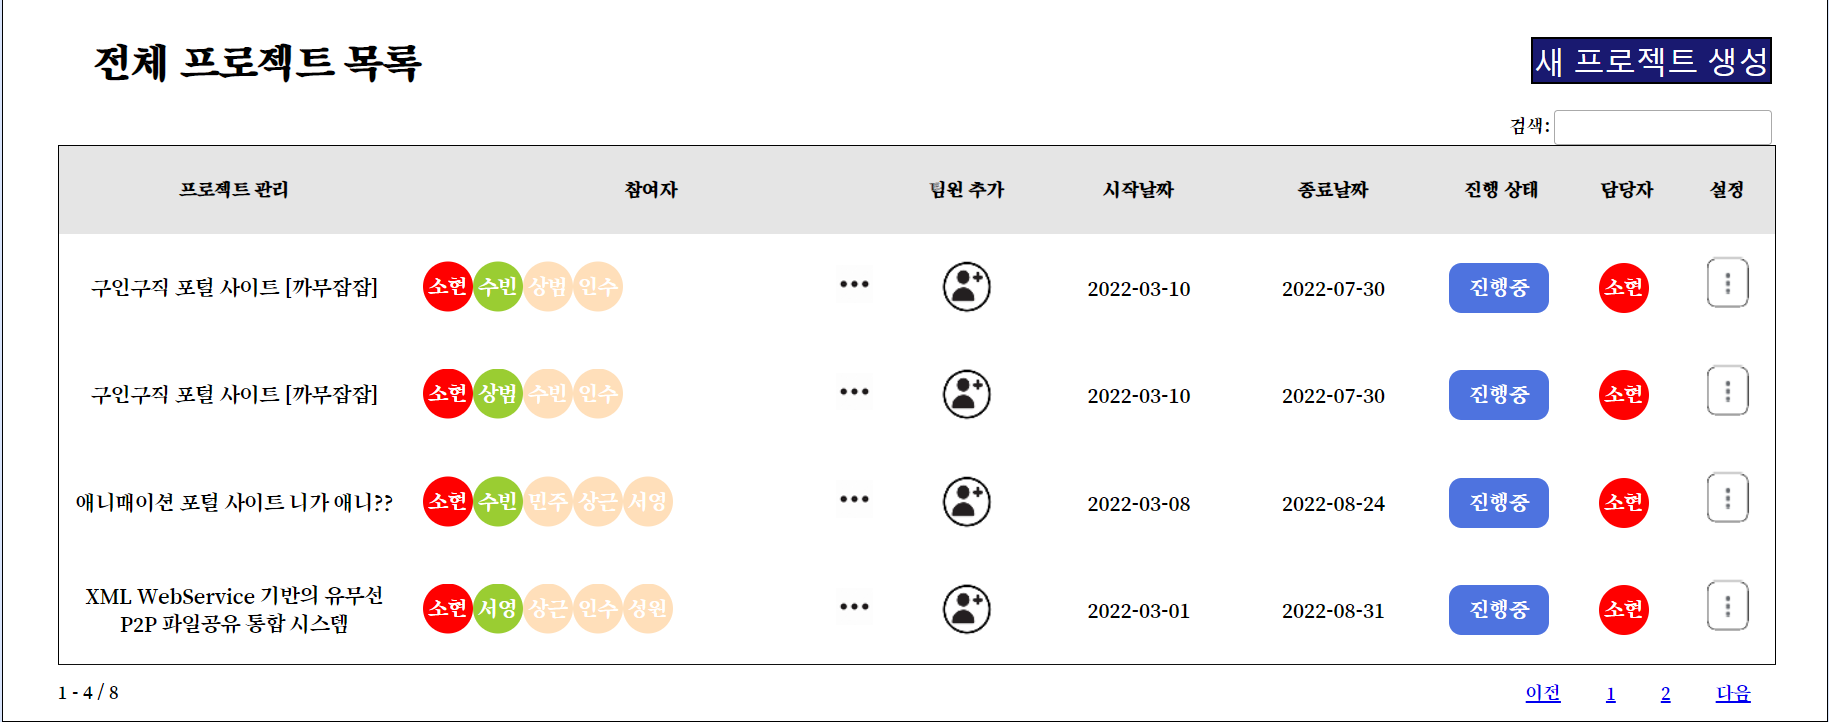 전체 프로젝트 목록
새 프로젝트 생성
검색:
프로젝트 관리 참여자 팀원 추가 시작날짜 종료날짜 진행 상태 담당자 설정
구인구직 포털 사이트 [까무잡잡] 소현 수빈 상범 인수 2022-03-10 2022-07-30 진행중 소현
구인구직 포털 사이트 [까무잡잡] 소현 상범 수빈 인수 2022-03-10 2022-07-30 진행중 소현
애니매이션 포털 사이트 니가 애니?? 소현 수빈 민주 상근 서영 2022-03-08 2022-08-24 진행중 소현
XML WebService 기반의 유무선
P2P 파일공유 통합 시스템
소현 서영 상근 인수 성원 2022-03-01 2022-08-31 진행중 소현
1 - 4 / 8 이전 1 2 다음